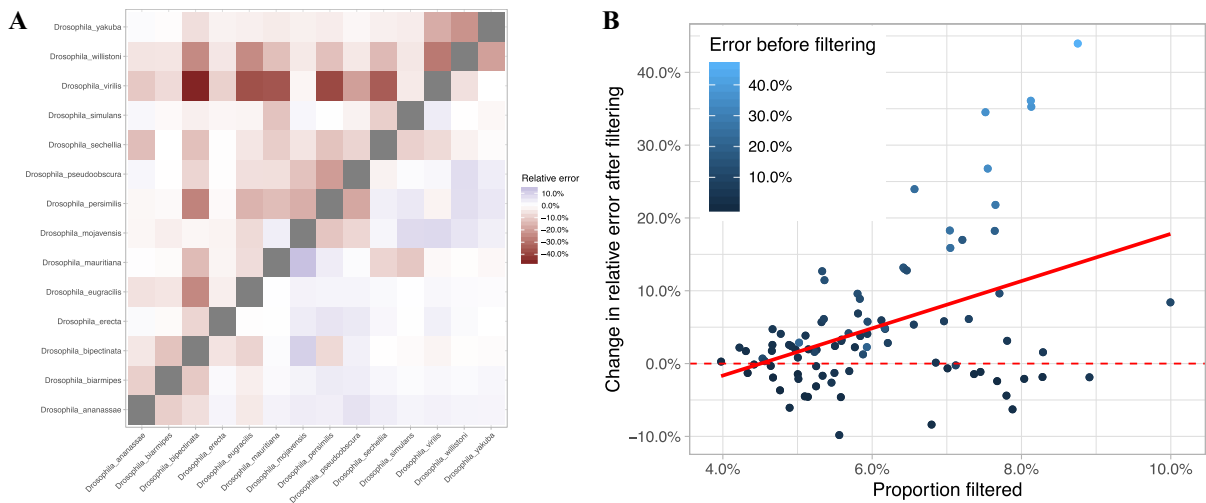 A
Drosophila_yakuba
Drosophila_willistoni
Drosophila_virilis
Drosophila_simulans
Drosophila_sechellia
Drosophila_pseudoobscura
Drosophila_persimilis
Drosophila_mojavensis
Drosophila_mauritiana
Drosophila_eugracilis
Drosophila_erecta
Drosophila_bipectinata
Drosophila_biarmipes
Drosophila_ananassae
Drosophila_ananassae
Drosophila_biarmipes
Drosophila_bipectinata
Drosophila_erecta
Drosophila_eugracilis
Drosophila_mauritiana
Drosophila_mojavensis
Drosophila_persimilis
Drosophila_pseudoobscura
Drosophila_sechellia
Drosophila_simulans
Drosophila_virilis
Drosophila_willistoni
Drosophila_yakuba
Relative error
10.0%
0.0%
−10.0%
−20.0%
−30.0%
−40.0%
B
Error before filtering
40.0%
30.0%
20.0%
10.0%
Change in relative error after filtering
40.0%
30.0%
20.0%
10.0%
0.0%
−10.0%
4.0%
6.0%
8.0%
10.0%
Proportion filtered